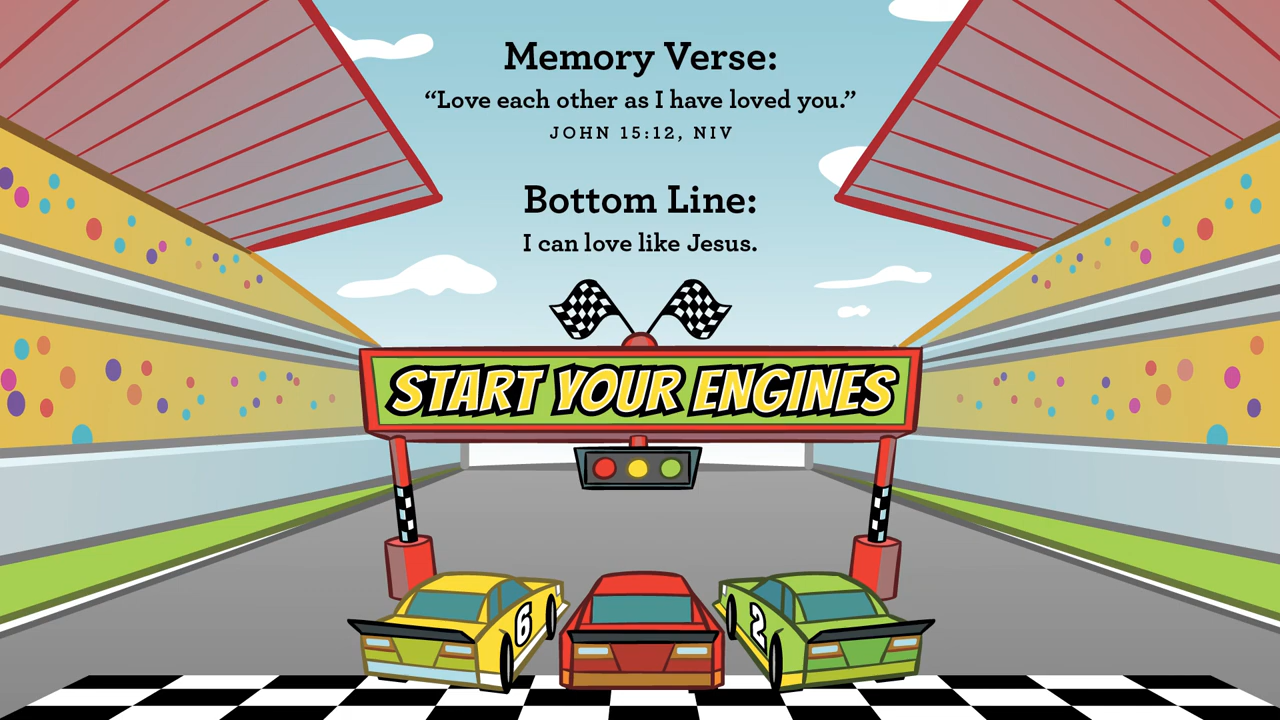 Memory Verse:
“Love each other as I have loved you.”
JOHN 15:12, NIV
Bottom Line:
I can love like Jesus.
START YOUR ENGINES
6
2